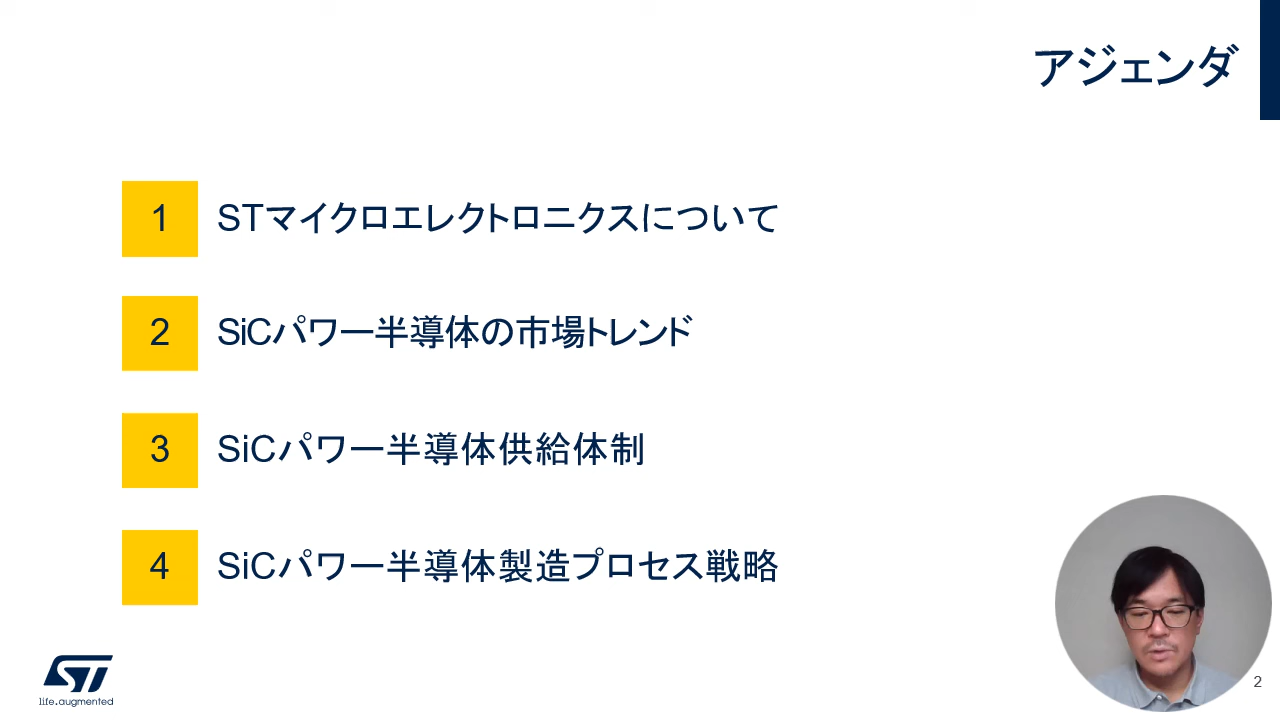 アジェンダ
1 STマイクロエレクトロニクスについて
2 SiCパワー半導体の市場トレンド
3 SiCパワー半導体供給体制
4 SiCパワー半導体製造プロセス戦略
ST
life.augmented
2